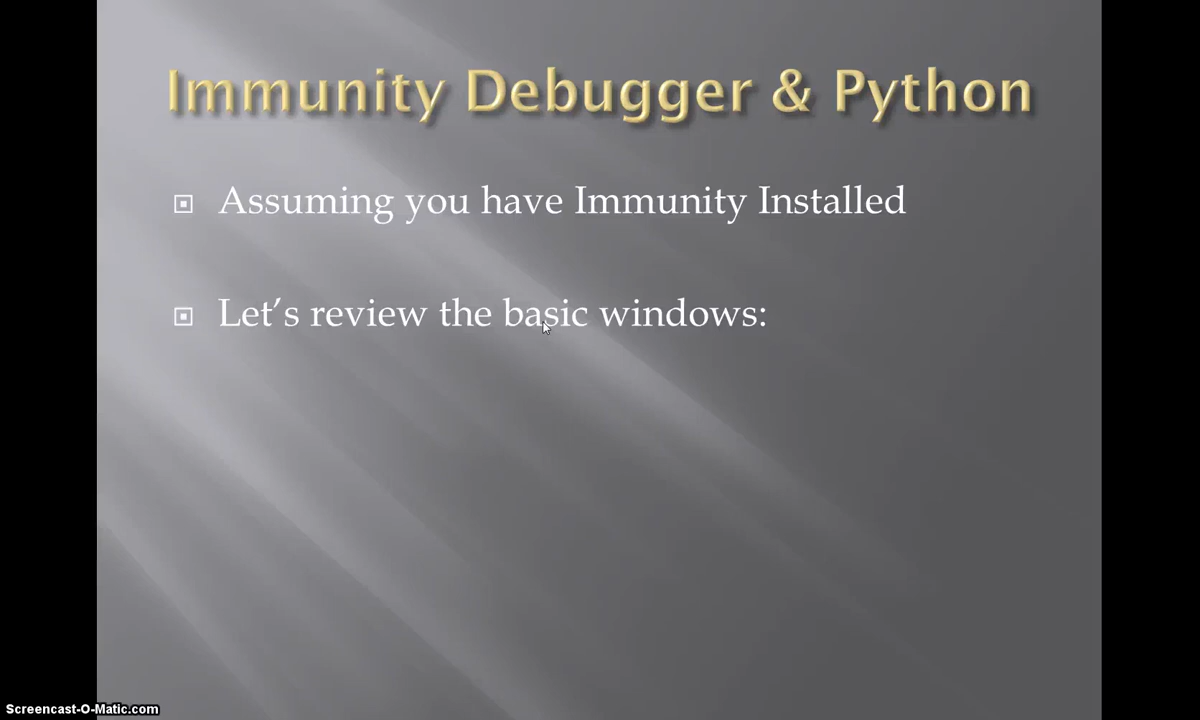 Immunity Debugger & Python
Assuming you have Immunity Installed
Let’s review the basic windows:
Screencast-O-Matic.com